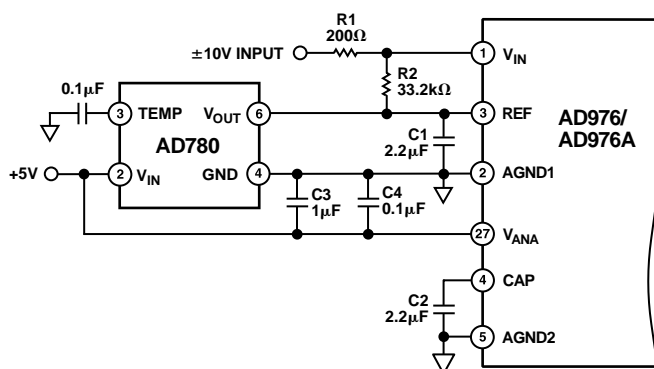 R1
200Ω
±10V INPUT
1
VIN
R2
33.2kΩ
0.1μF
3
TEMP
VOUT
6
3
REF
AD976/
AD976A
AD780
C1
2.2μF
+5V
2
VIN
GND
4
2
AGND1
C3
1μF
C4
0.1μF
27
VANA
4
CAP
C2
2.2μF
5
AGND2